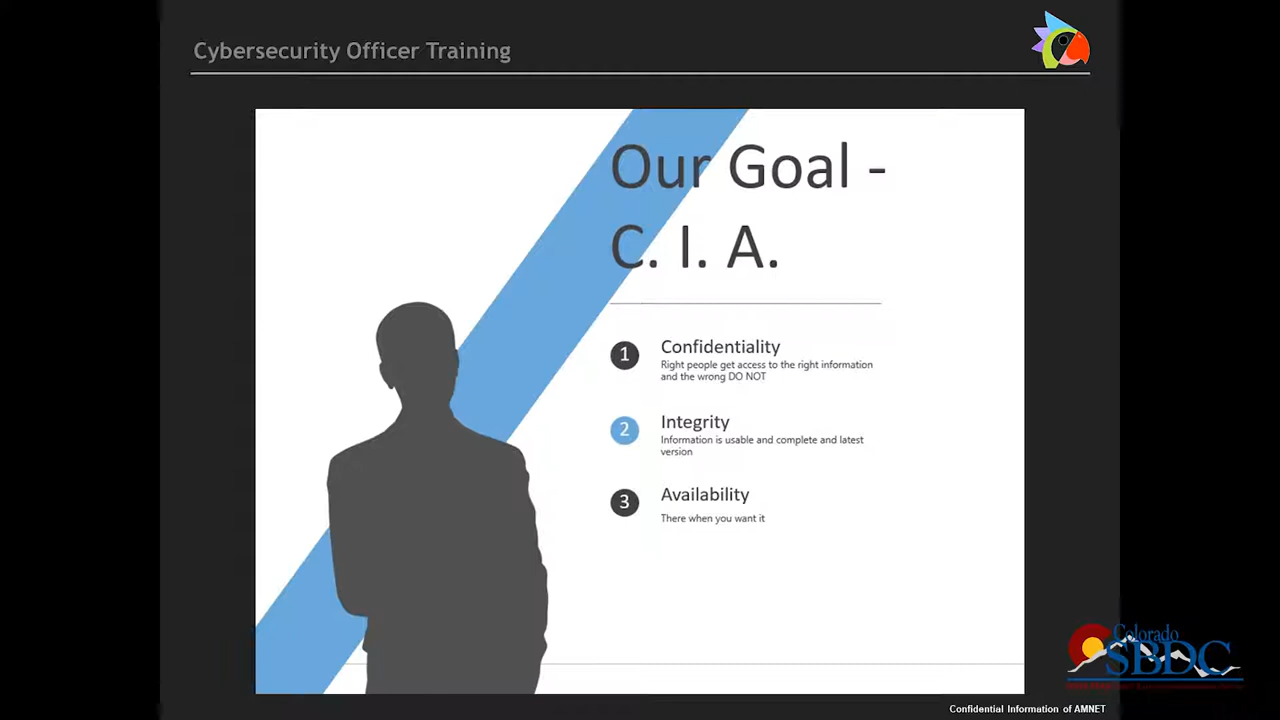 Cybersecurity Officer Training
Our Goal -
C. I. A.
1
Confidentiality
Right people get access to the right information
and the wrong DO NOT
2
Integrity
Information is usable and complete and latest
version
3
Availability
There when you want it
Colorado
SBDC
Confidential Information of AMNET